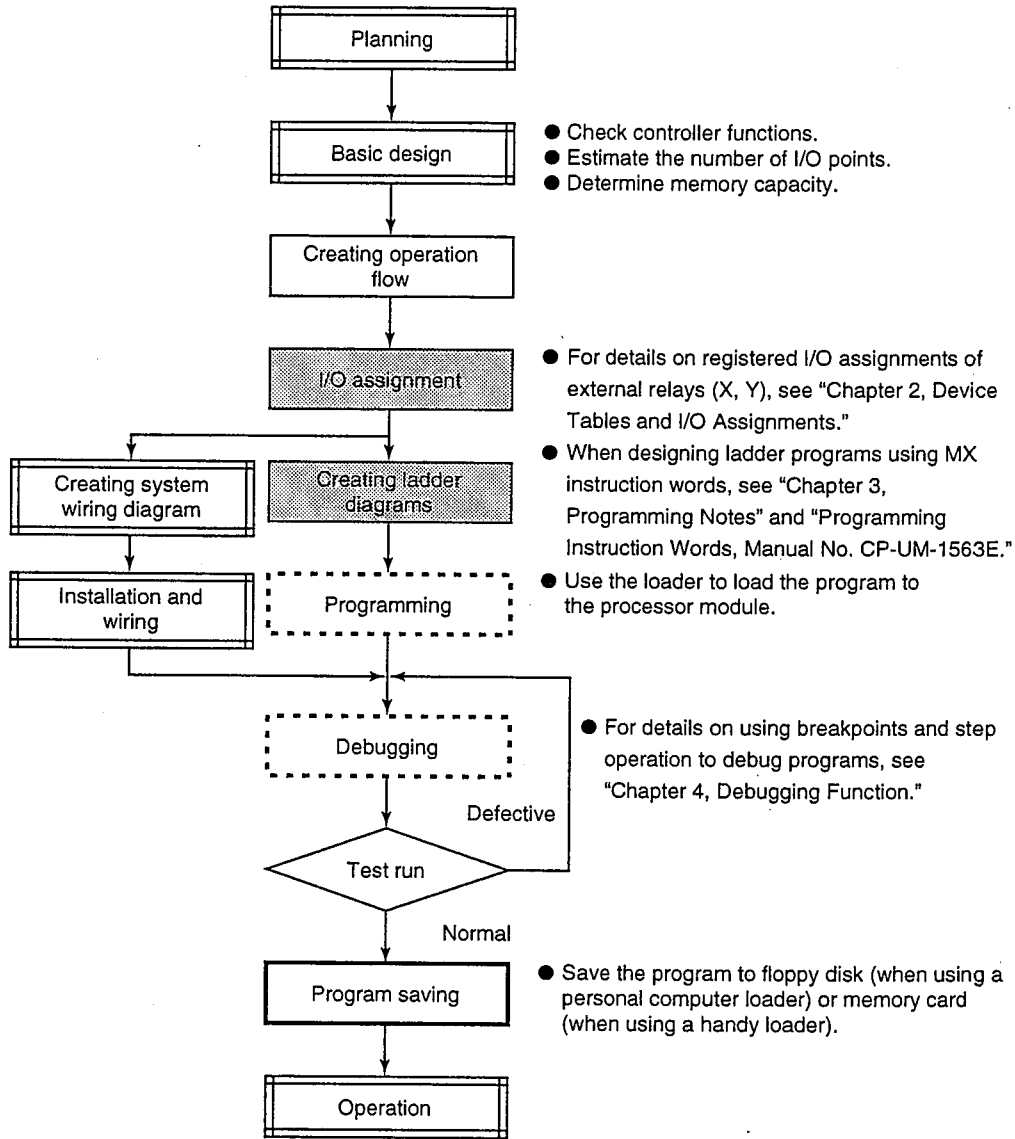 Planning
Basic design
● Check controller functions.
● Estimate the number of I/O points.
● Determine memory capacity.
Creating operation
flow
I/O assignment
● For details on registered I/O assignments of
external relays (X, Y), see “Chapter 2, Device
Tables and I/O Assignments.”
Creating system
wiring diagram
Creating ladder
diagrams
● When designing ladder programs using MX
instruction words, see “Chapter 3,
Programming Notes” and “Programming
Instruction Words, Manual No. CP-UM-1563E.”
Installation and
wiring
Programming
● Use the loader to load the program to
the processor module.
Debugging
● For details on using breakpoints and step
operation to debug programs, see
“Chapter 4, Debugging Function.”
Defective
Test run
Normal
Program saving
● Save the program to floppy disk (when using a
personal computer loader) or memory card
(when using a handy loader).
Operation